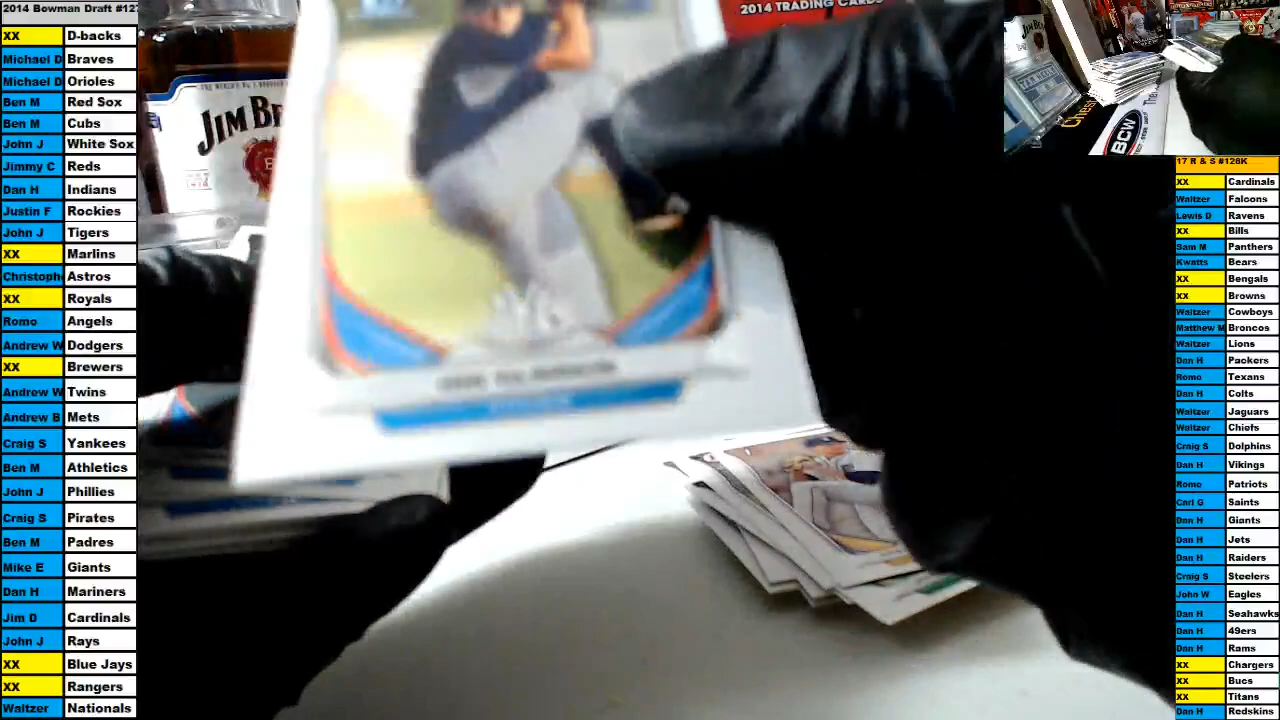 2014 Bowman Draft #127
XX D-backs
Michael D Braves
Michael D Orioles
Ben M Red Sox
Ben M Cubs
John J White Sox
Jimmy C Reds
Dan H Indians
Justin F Rockies
John J Tigers
XX Marlins
Christoph Astros
XX Royals
Romo Angels
Andrew W Dodgers
XX Brewers
Andrew W Twins
Andrew B Mets
Craig S Yankees
Ben M Athletics
John J Phillies
Craig S Pirates
Ben M Padres
Mike E Giants
Dan H Mariners
Jim D Cardinals
John J Rays
XX Blue Jays
XX Rangers
Waltzer Nationals
JIM BE
2014 TRADING CARDS
BCW
17 R & S #128K
XX Cardinals
Waltzer Falcons
Lewis D Ravens
XX Bills
Sam M Panthers
Kwatts Bears
XX Bengals
XX Browns
Waltzer Cowboys
Matthew M Broncos
Waltzer Lions
Dan H Packers
Romo Texans
Dan H Colts
Waltzer Jaguars
Waltzer Chiefs
Craig S Dolphins
Dan H Vikings
Romo Patriots
Carl G Saints
Dan H Giants
Dan H Jets
Dan H Raiders
Craig S Steelers
John W Eagles
Dan H Seahawks
Dan H 49ers
Dan H Rams
XX Chargers
XX Bucs
XX Titans
Dan H Redskins